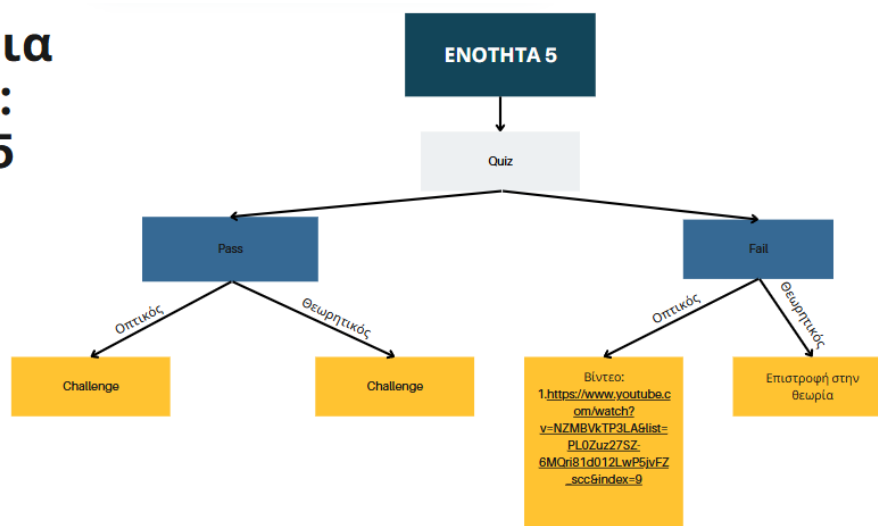 ια
:
5
ΕΝΟΤΗΤΑ 5
Quiz
Pass
Fail
Οπτικός
Θεωρητικός
Οπτικός
Θεωρητικός
Challenge
Challenge
Βίντεο:
1.https://www.youtube.c
om/watch?
v=NZMBVkTP3LA&list=
PL0Zuz27SZ-
6MQri81d012LwP5jvFZ
_scc&index=9
Επιστροφή στην
θεωρία